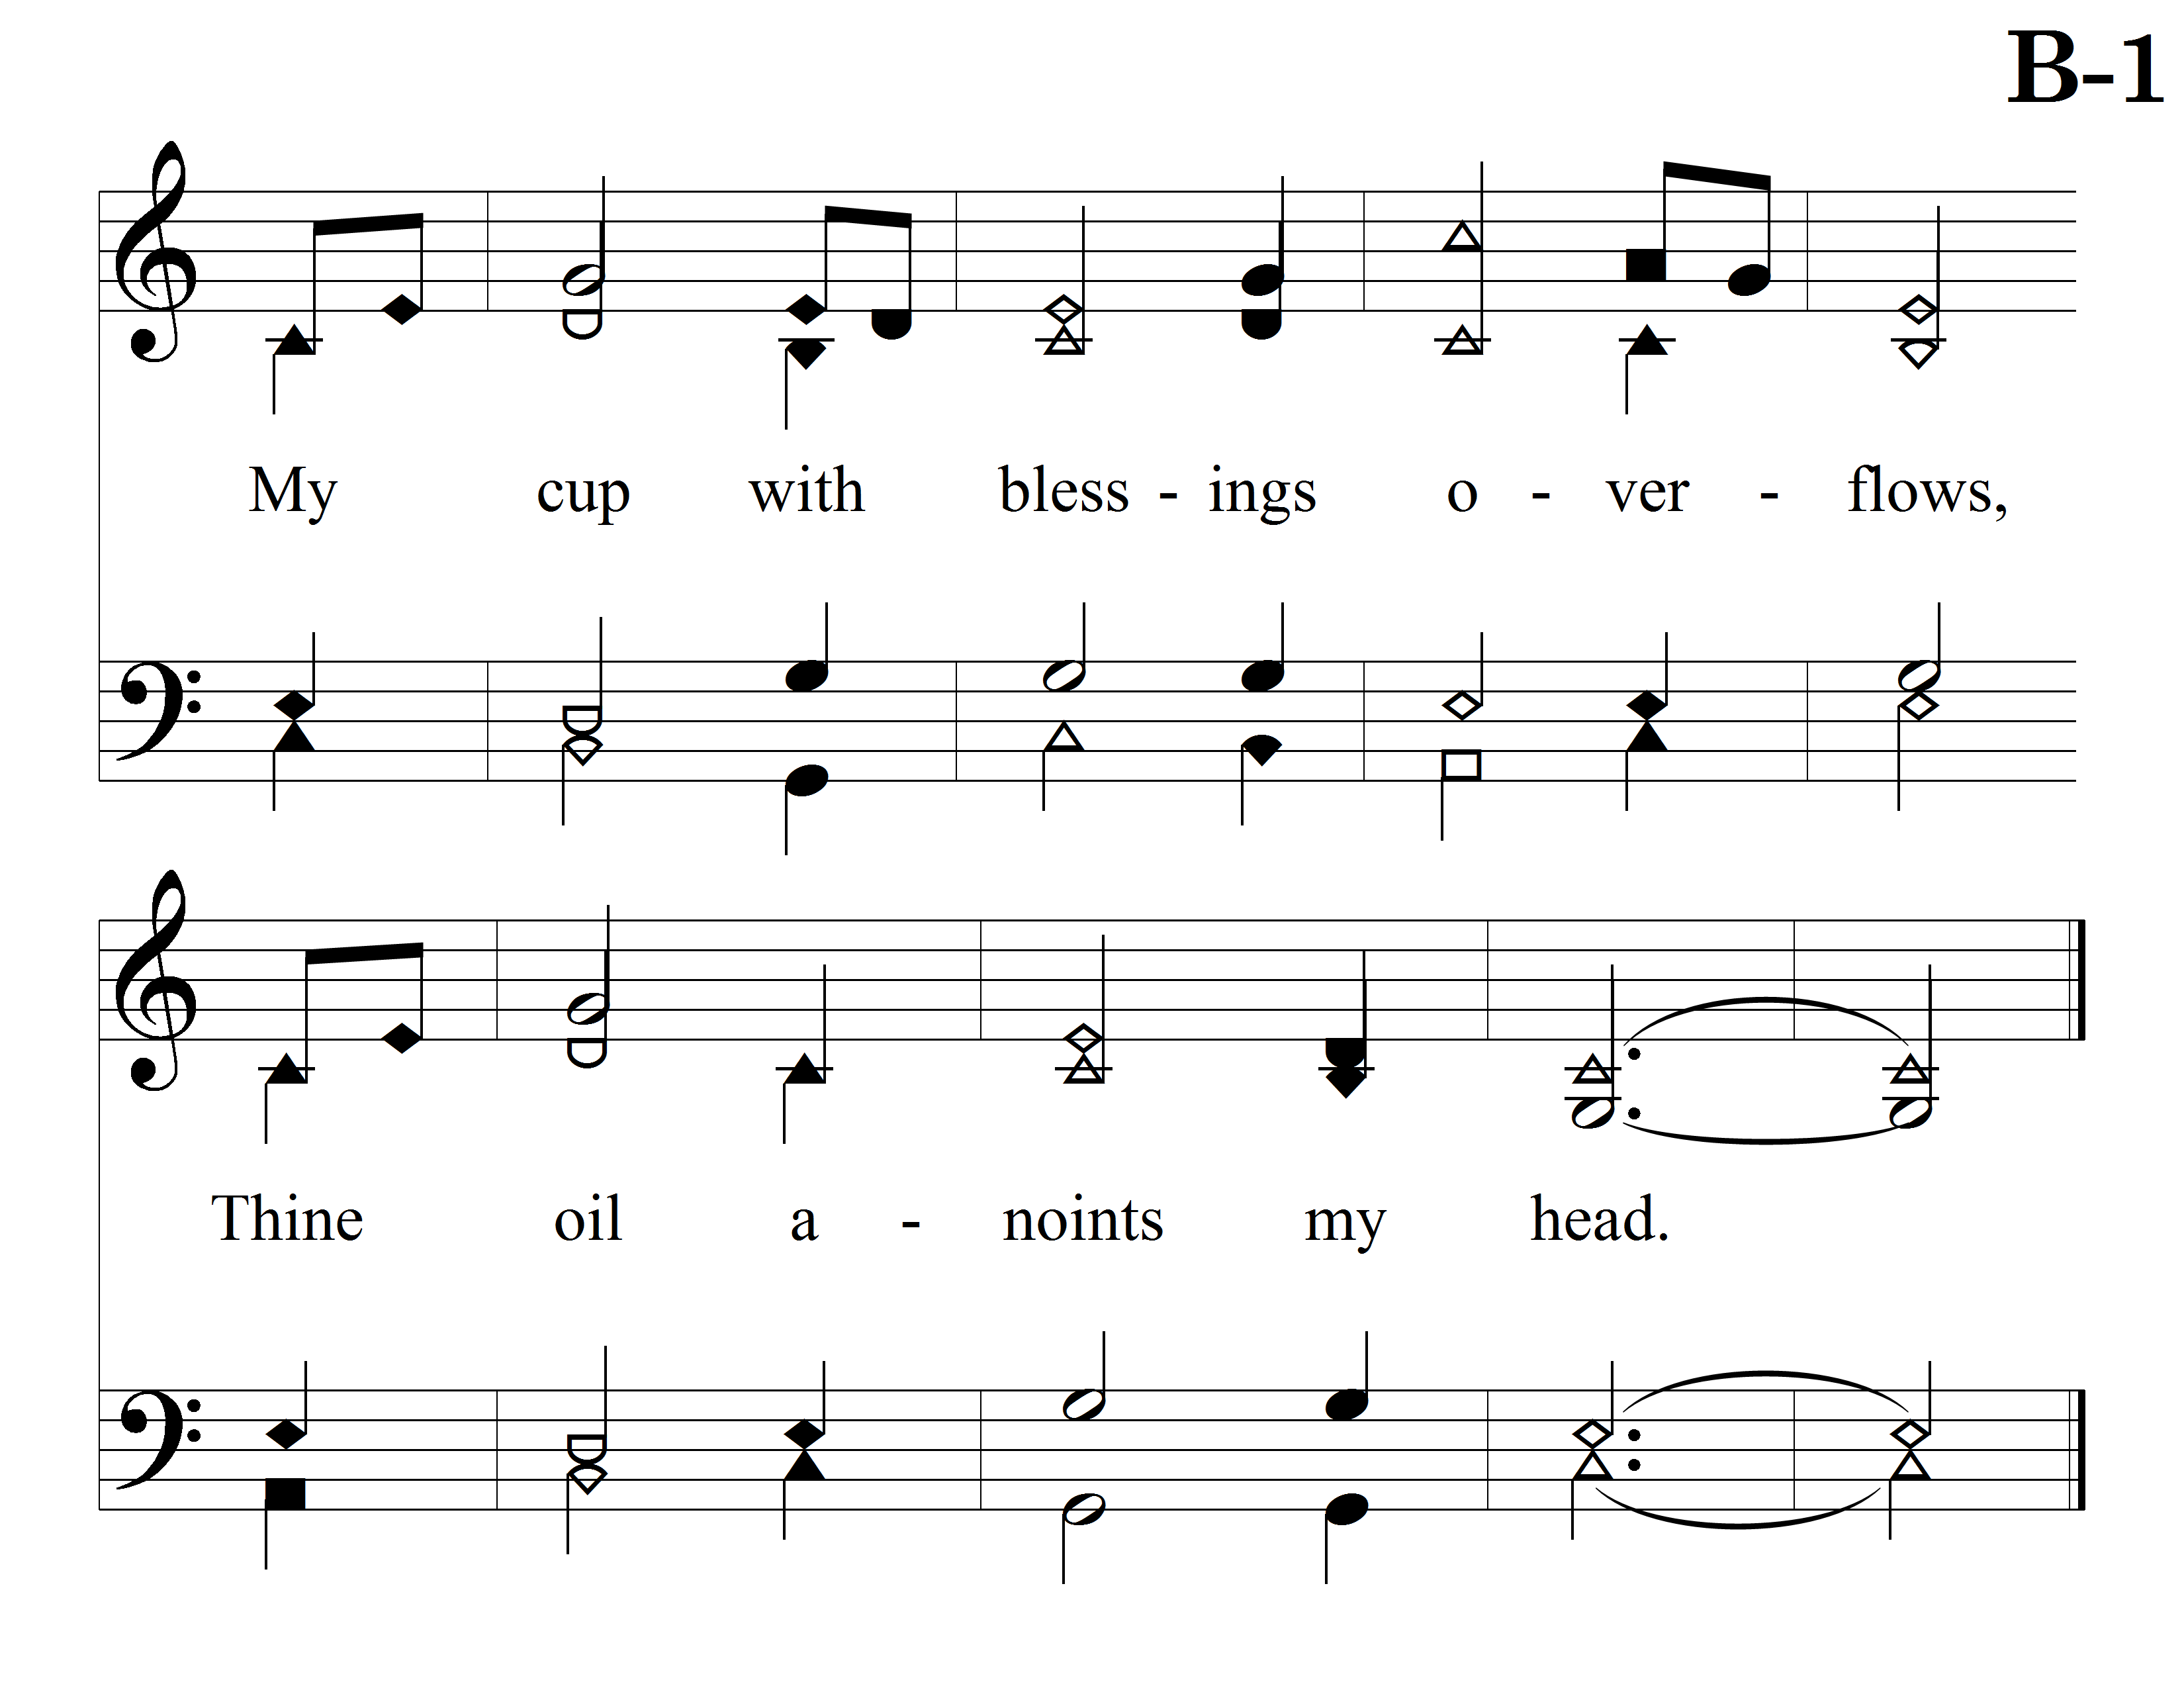 B-1
My cup with bless - ings o - ver - flows,
Thine oil a - noints my head.